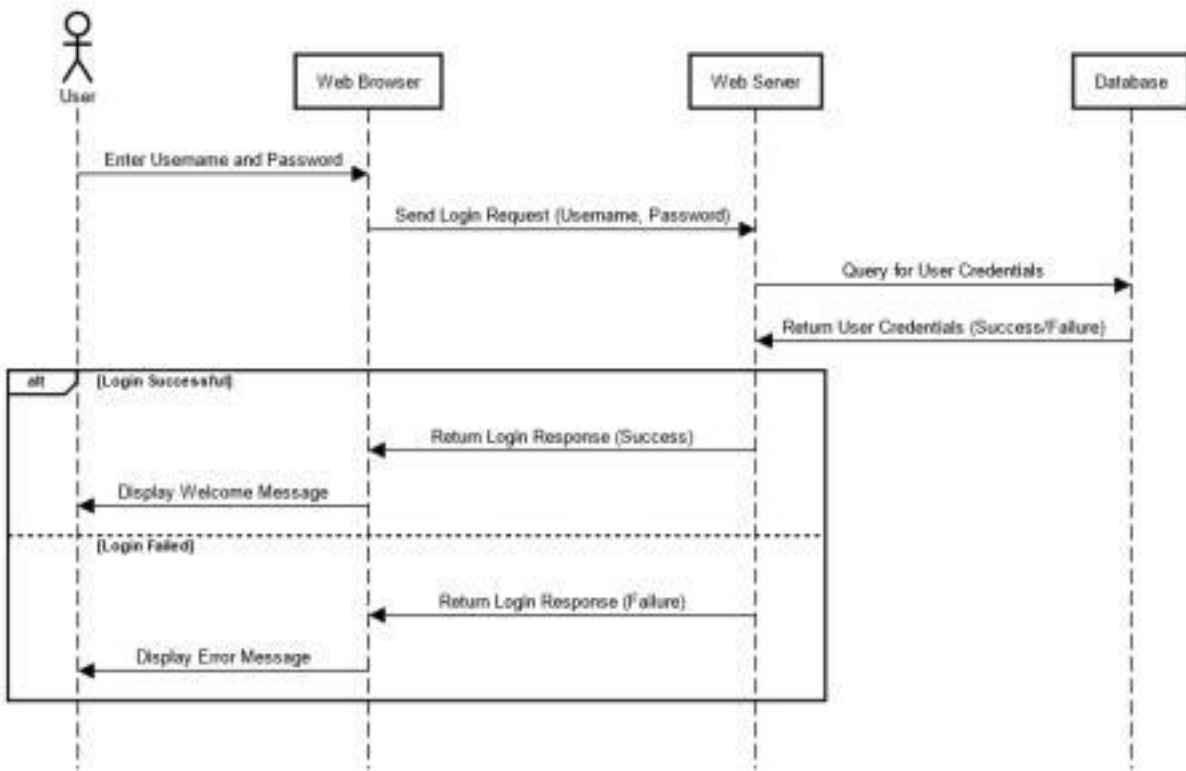 User
Web Browser
Web Server
Database
Enter Username and Password
Send Login Request (Username, Password)
Query for User Credentials
Return User Credentials (Success/Failure)
alt
[Login Successful]
Return Login Response (Success)
Display Welcome Message
[Login Failed]
Return Login Response (Failure)
Display Error Message